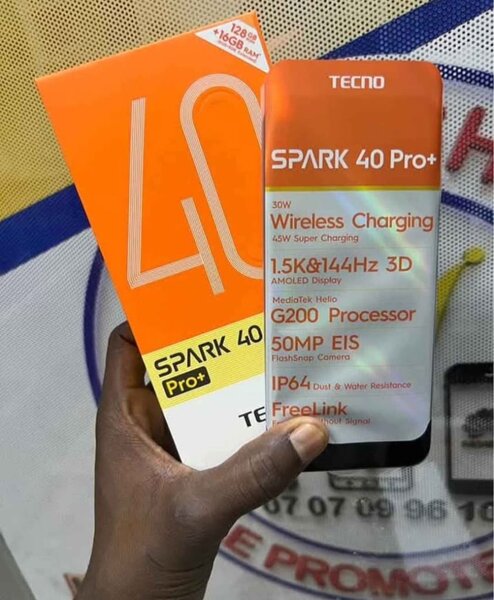 128GB
+16GB RAM*
40
SPARK 40
Pro+
TE
TECNO
SPARK 40 Pro+
30W
Wireless Charging
45W Super Charging
1.5K&144Hz 3D
AMOLED Display
MediaTek Helio
G200 Processor
50MP EIS
FlashSnap Camera
IP64 Dust & Water Resistance
FreeLink
Signal
07 07 09 96 10
E PROMOTE